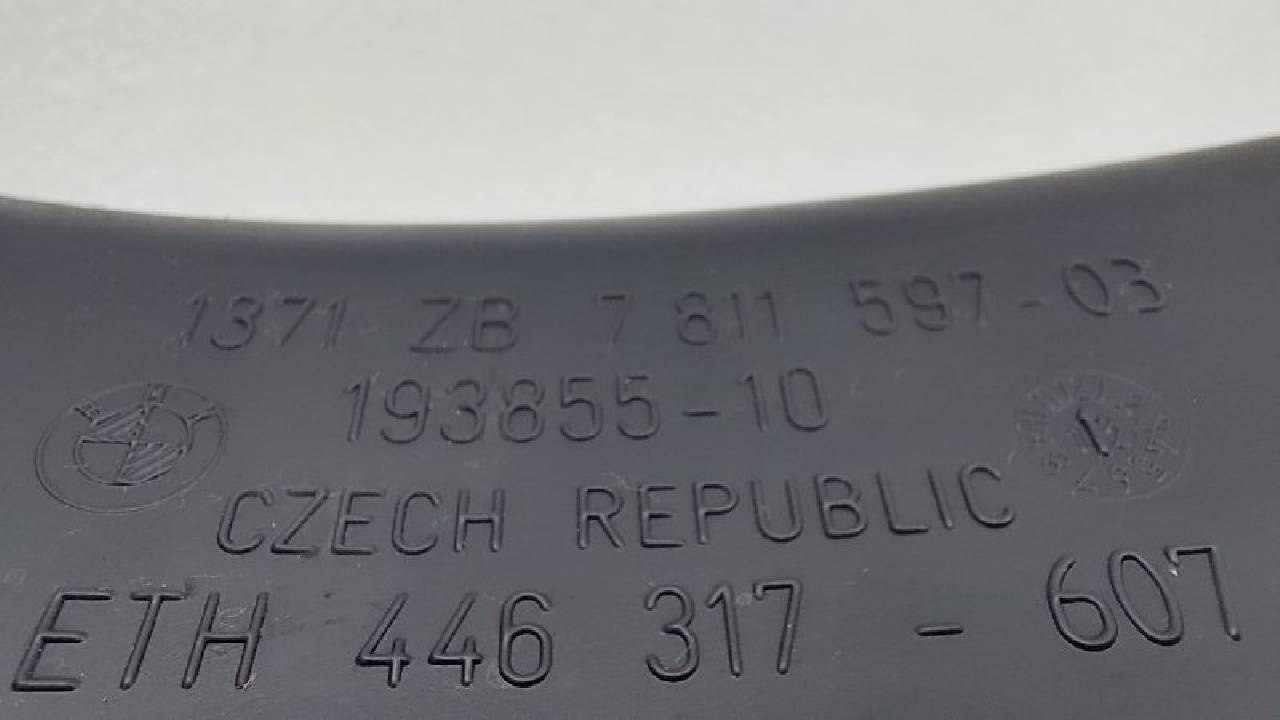 1371 ZB 7 811 597-03
193855-10
CZECH REPUBLIC
ETH 446 317 - 607